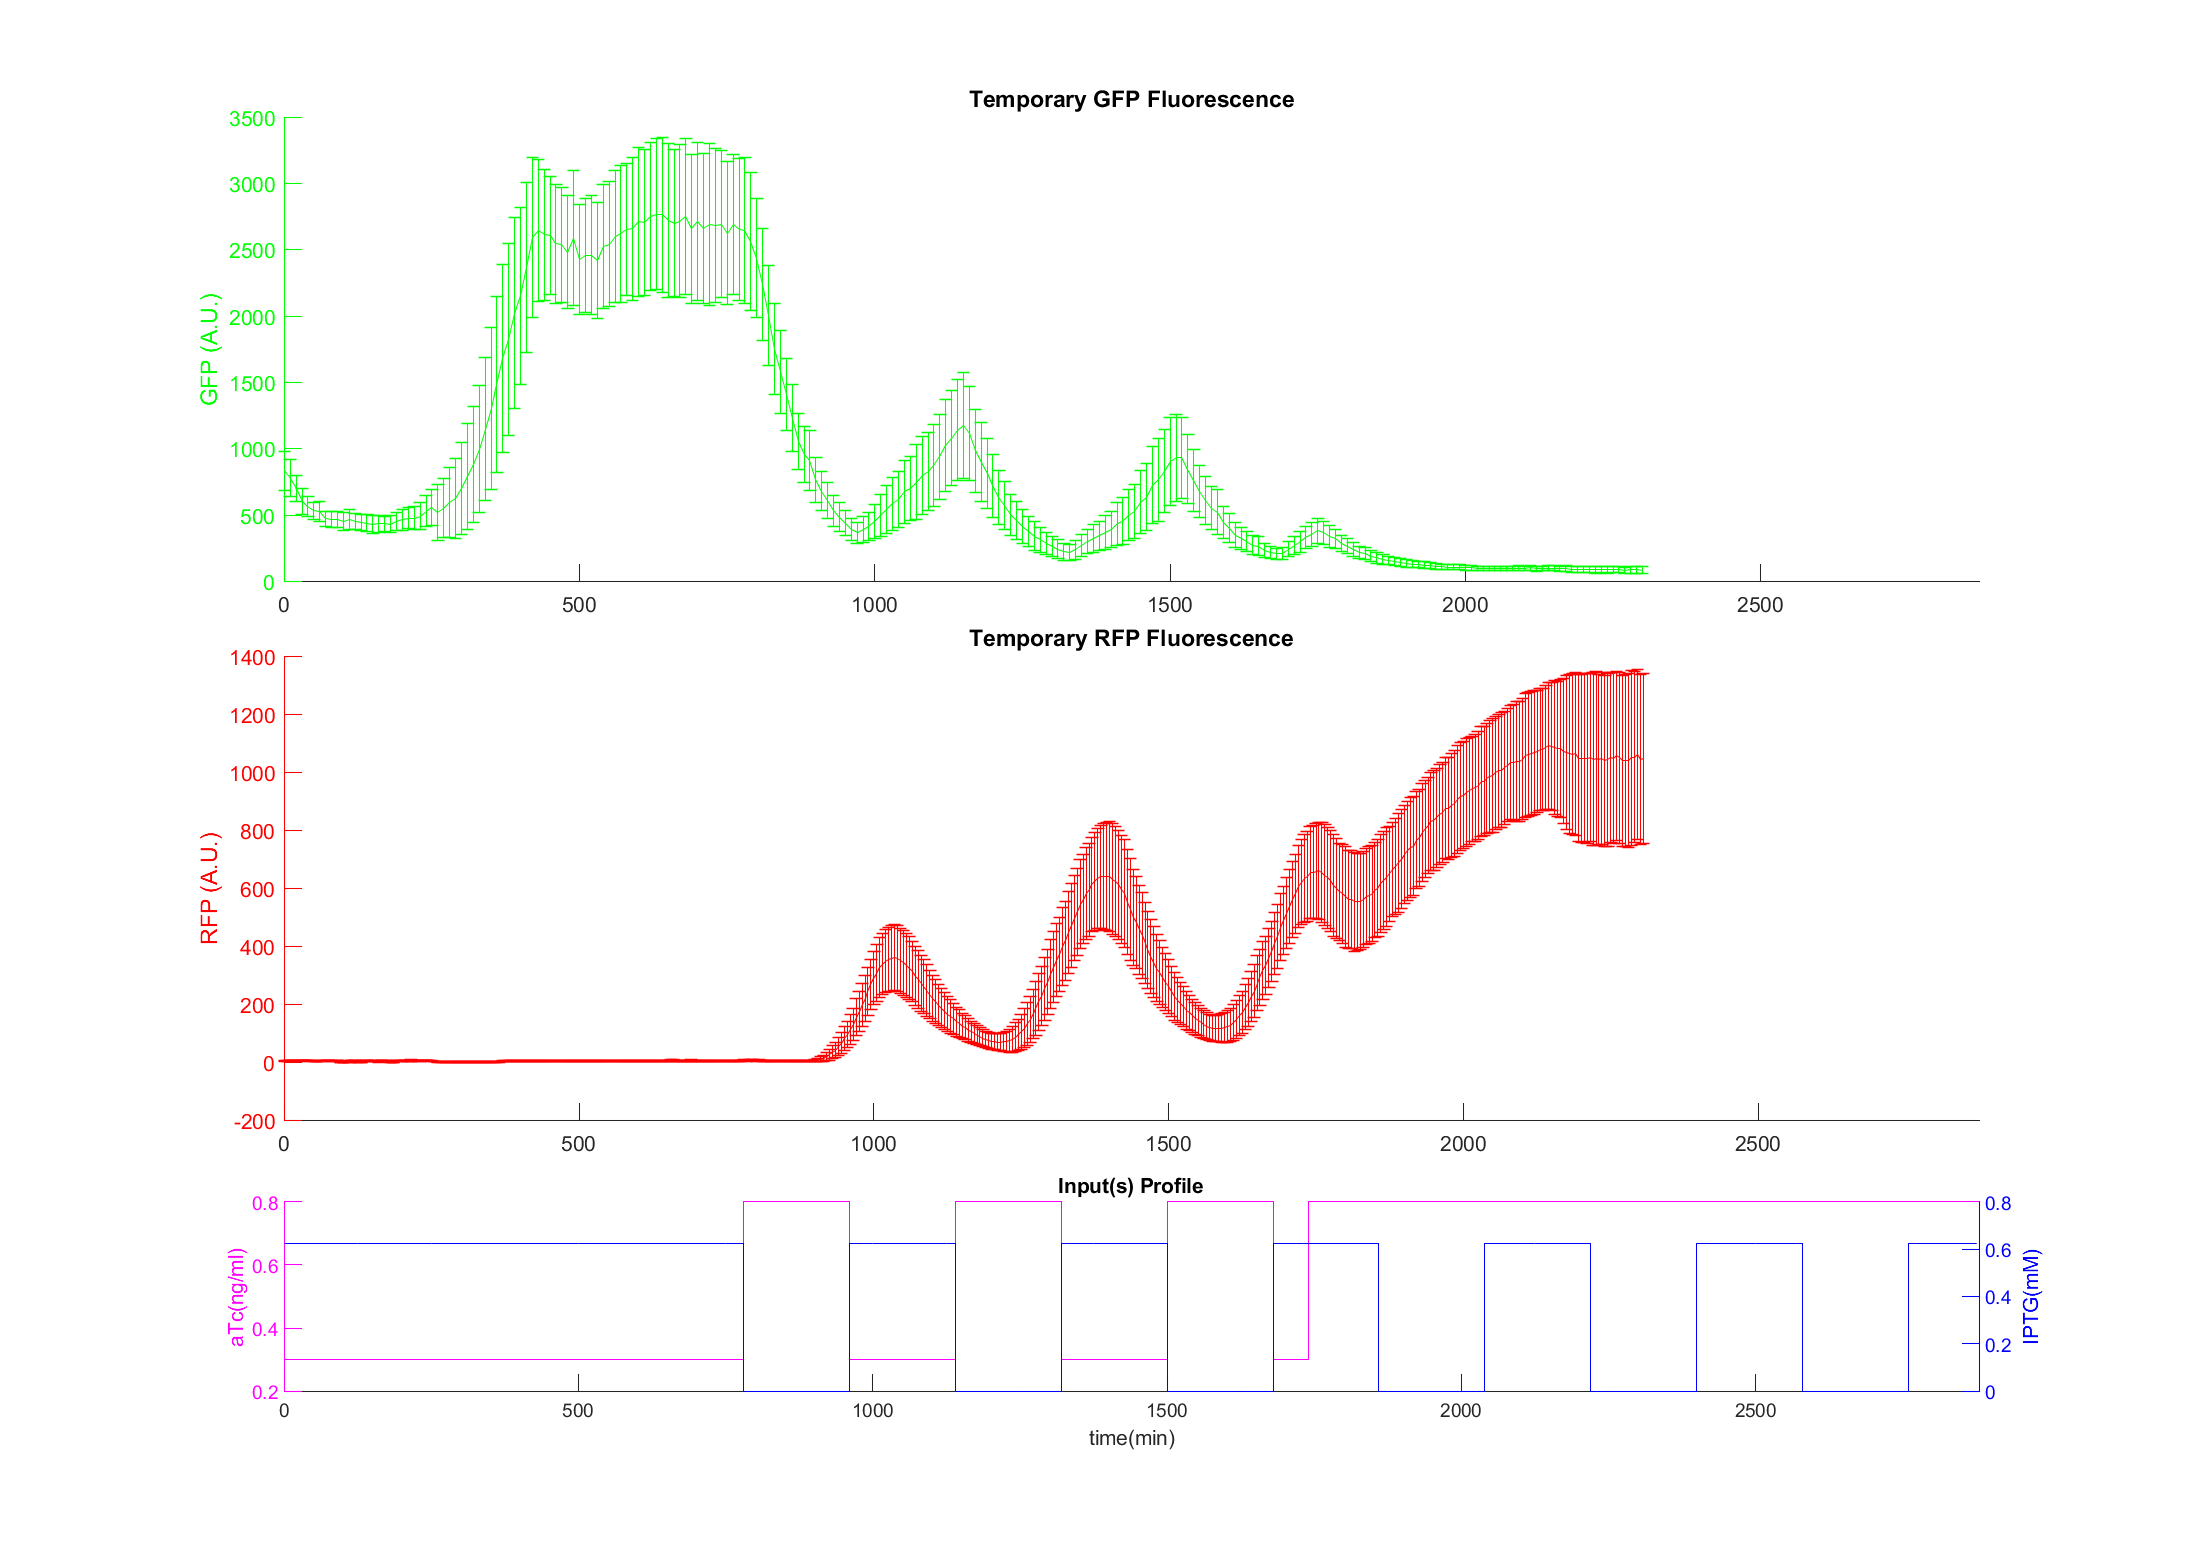 Temporary GFP Fluorescence
3500
3000
2500
2000
1500
1000
500
0
GFP (A.U.)
0 500 1000 1500 2000 2500
Temporary RFP Fluorescence
1400
1200
1000
800
600
400
200
0
-200
RFP (A.U.)
0 500 1000 1500 2000 2500
Input(s) Profile
0.8
0.6
0.4
0.2
aTc(ng/ml)
0.8
0.6
0.4
0.2
0
IPTG(mM)
0 500 1000 1500 2000 2500
time(min)